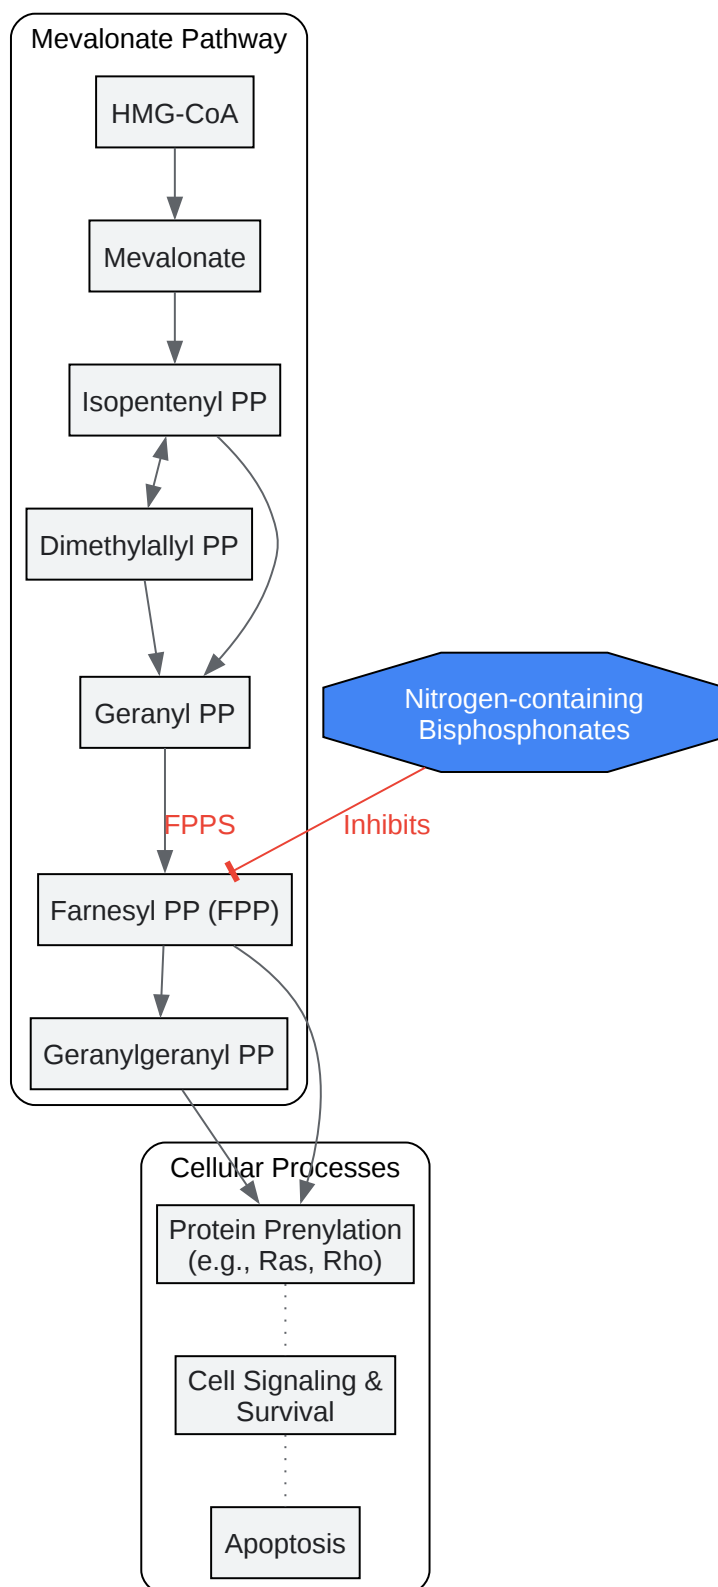 Mevalonate Pathway
HMG-CoA
Mevalonate
Isopentenyl PP
Dimethylallyl PP
Geranyl PP
Nitrogen-containing
Bisphosphonates
FPPS
Inhibits
Farnesyl PP (FPP)
Geranylgeranyl PP
Cellular Processes
Protein Prenylation
(e.g., Ras, Rho)
Cell Signaling &
Survival
Apoptosis